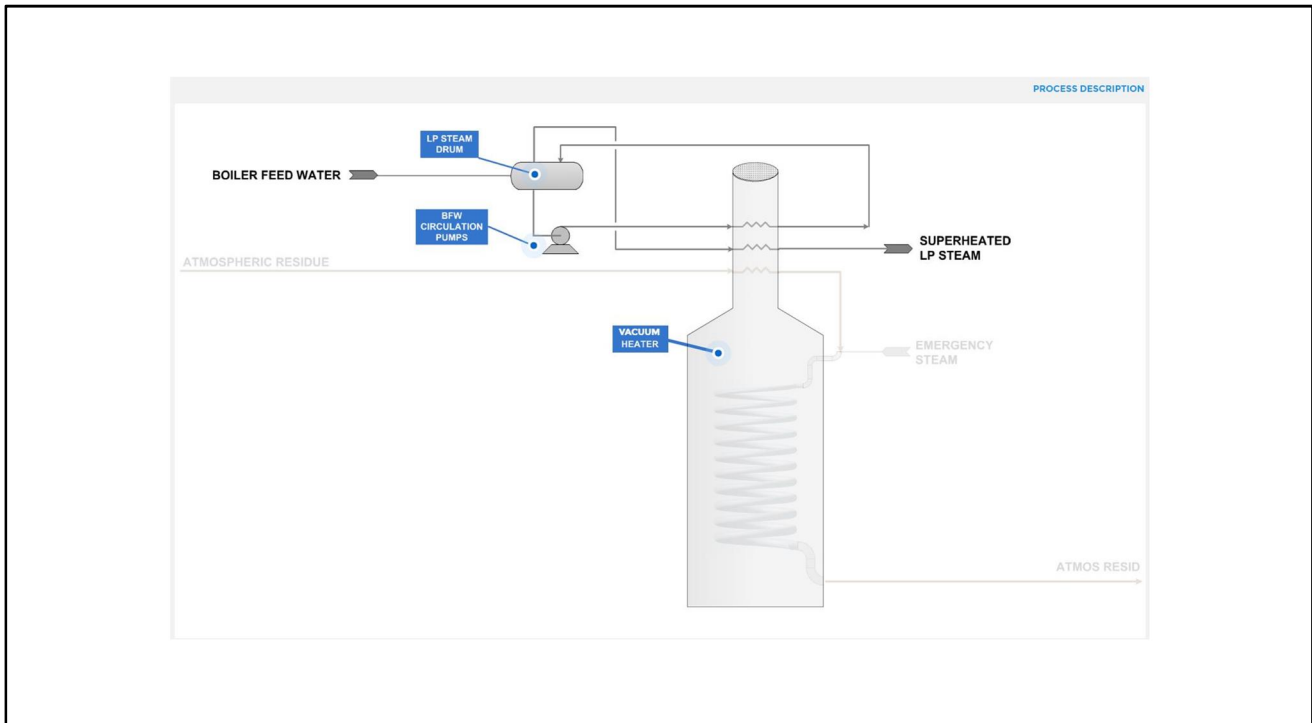 PROCESS DESCRIPTION
LP STEAM
DRUM
BOILER FEED WATER
BFW
CIRCULATION
PUMPS
SUPERHEATED
LP STEAM
ATMOSPHERIC RESIDUE
VACUUM
HEATER
EMERGENCY
STEAM
ATMOS RESID